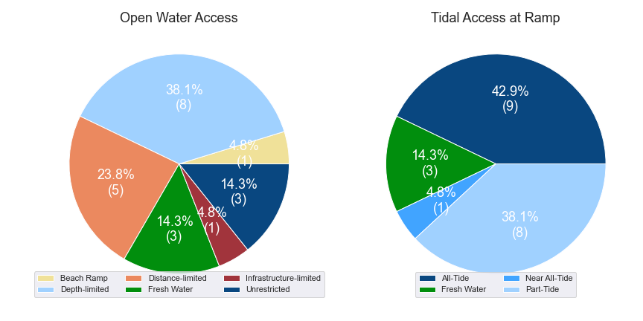 Open Water Access
38.1%
(8)
4.8%
(1)
23.8%
(5)
14.3%
(3)
14.3%
(3)
4.8%
(1)
Beach Ramp
Distance-limited
Infrastructure-limited
Depth-limited
Fresh Water
Unrestricted
Tidal Access at Ramp
42.9%
(9)
14.3%
(3)
4.8%
(1)
38.1%
(8)
All-Tide
Near All-Tide
Fresh Water
Part-Tide